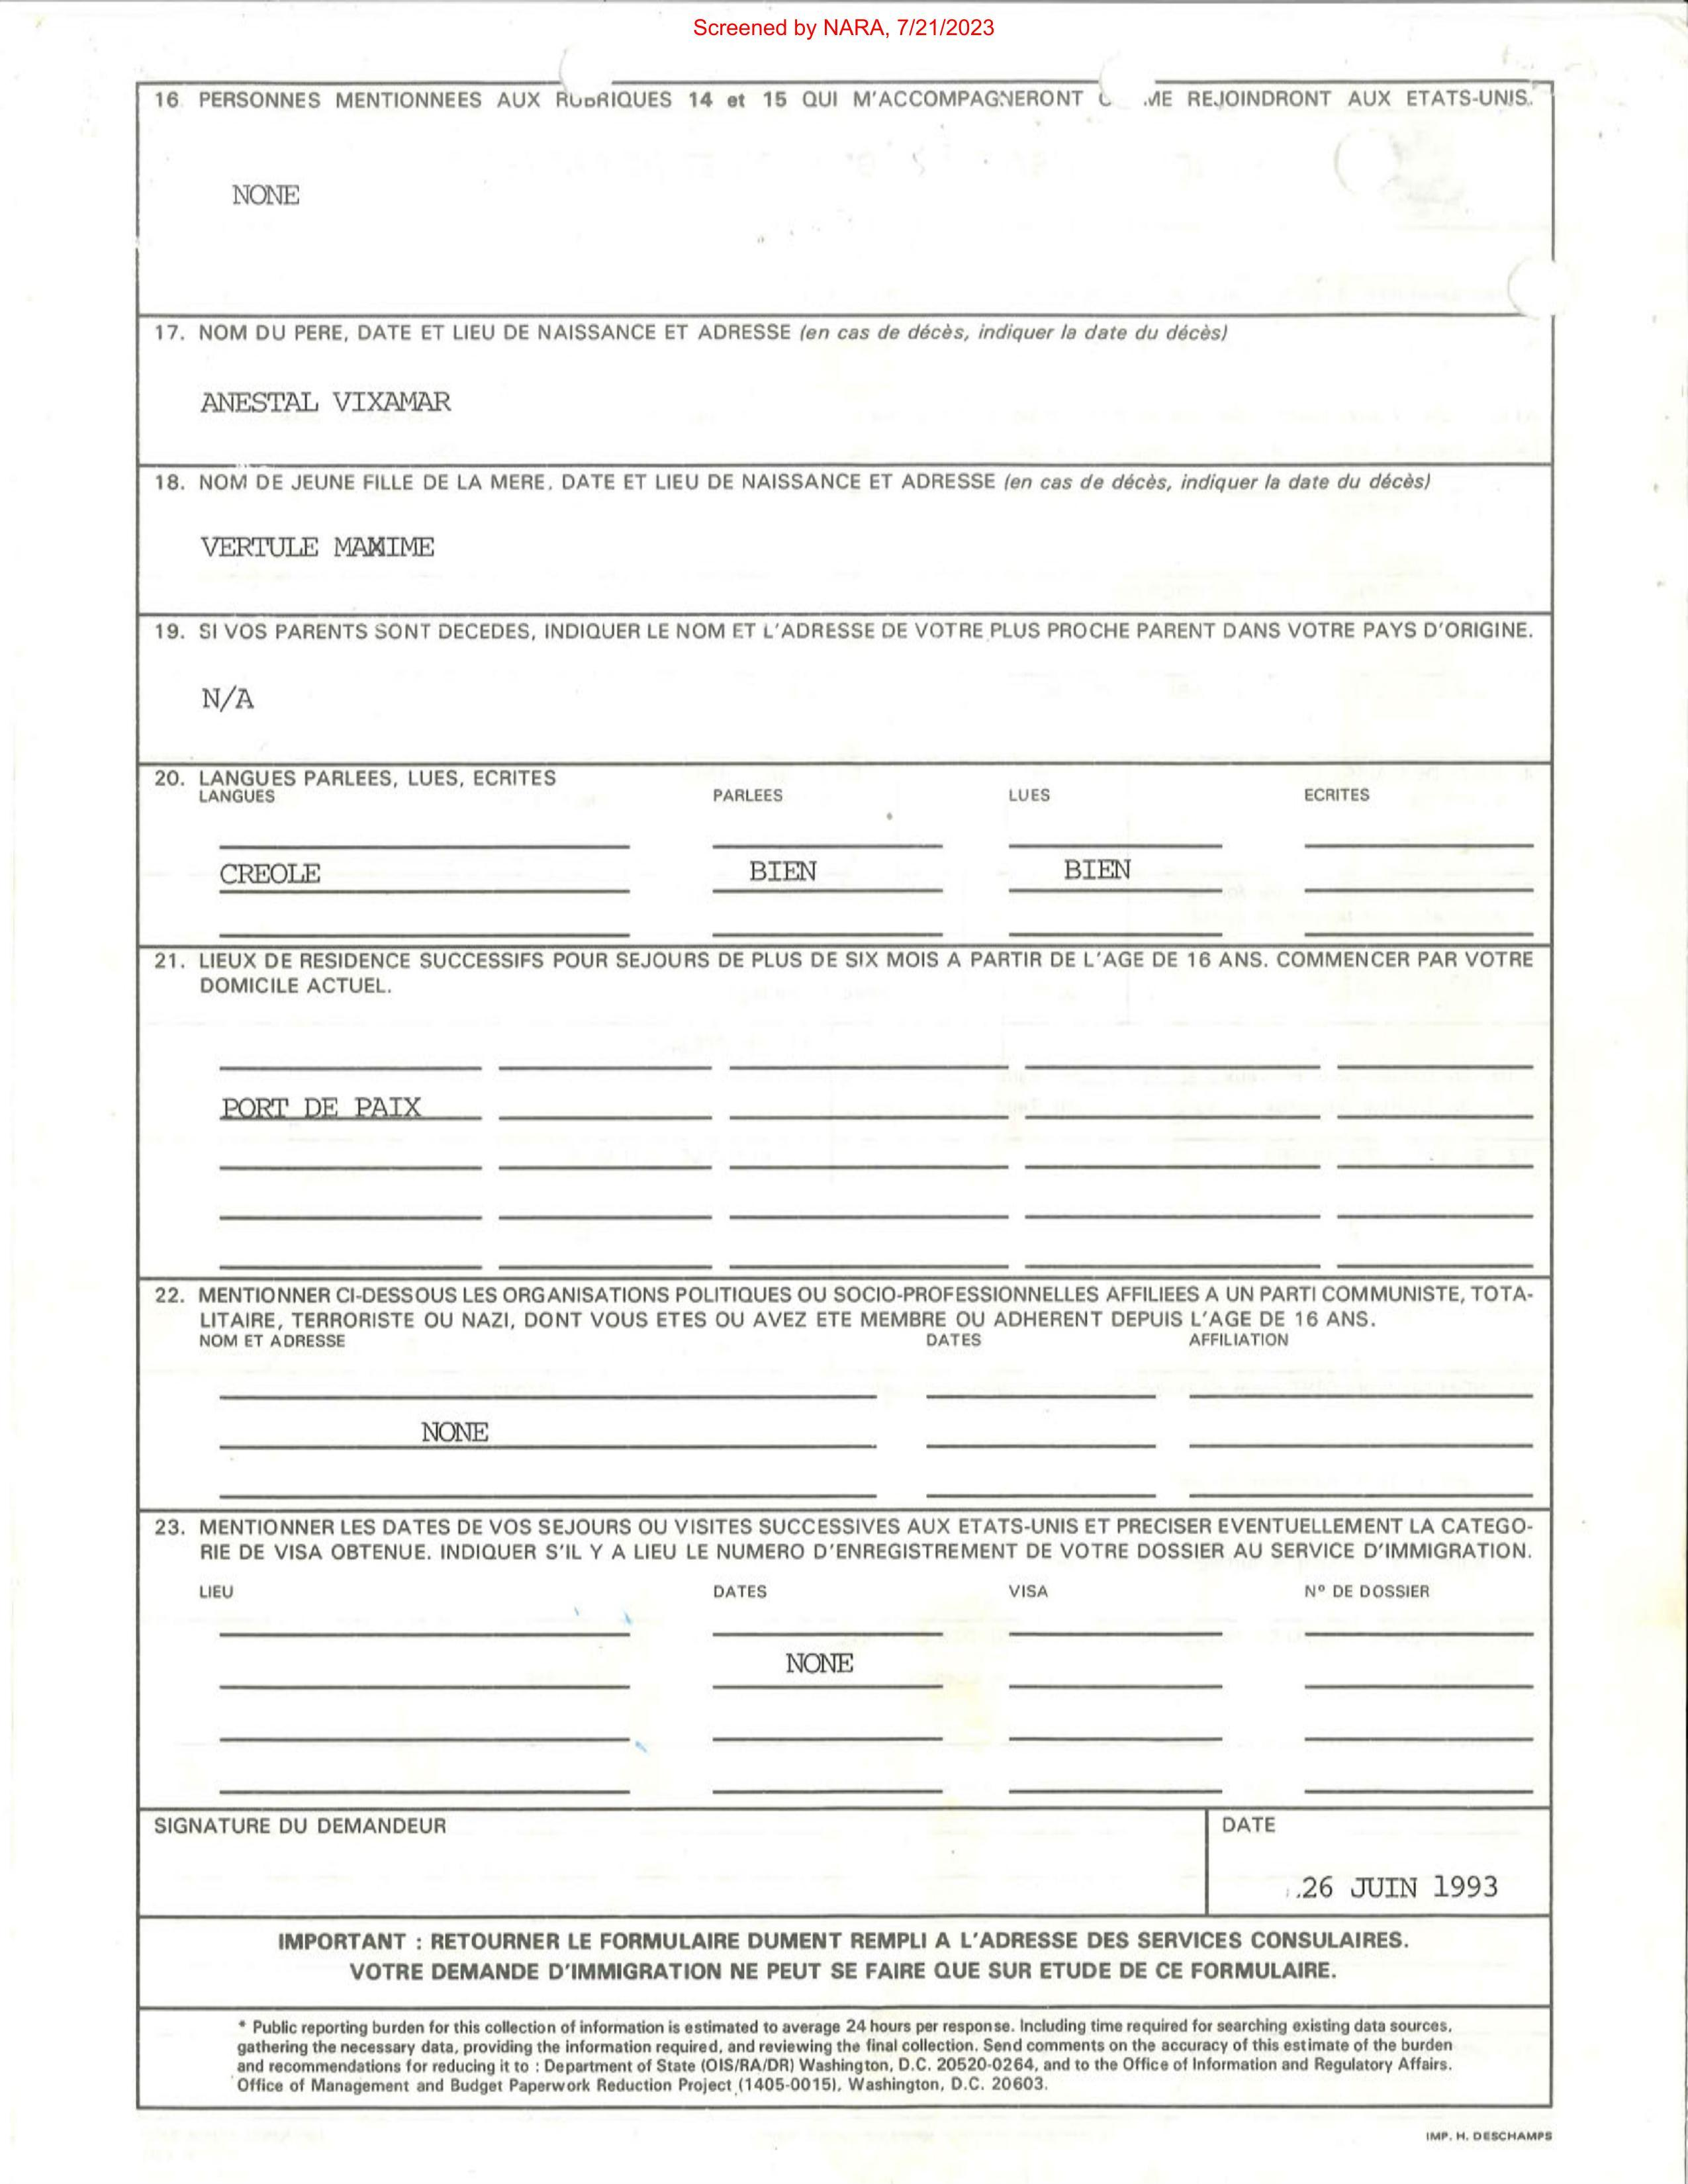 Screened by NARA, 7/21/2023
16 PERSONNES MENTIONNEES AUX RUBRIQUES 14 et 15 QUI M'ACCOMPAGNERONT ME REJOINDRONT AUX ETATS-UNIS.
NONE
17. NOM DU PERE, DATE ET LIEU DE NAISSANCE ET ADRESSE (en cas de décès, indiquer la date du décès)
ANESTAL VIXAMAR
18. NOM DE JEUNE FILLE DE LA MERE, DATE ET LIEU DE NAISSANCE ET ADRESSE (en cas de décès, indiquer la date du décès)
VERTULE MAXIME
19. SI VOS PARENTS SONT DECEDES, INDIQUER LE NOM ET L'ADRESSE DE VOTRE PLUS PROCHE PARENT DANS VOTRE PAYS D'ORIGINE.
N/A
20. LANGUES PARLEES, LUES, ECRITES
LANGUES PARLEES LUES ECRITES
CREOLE BIEN BIEN
21. LIEUX DE RESIDENCE SUCCESSIFS POUR SEJOURS DE PLUS DE SIX MOIS A PARTIR DE L'AGE DE 16 ANS. COMMENCER PAR VOTRE
DOMICILE ACTUEL.
PORT DE PAIX
22. MENTIONNER CI-DESSOUS LES ORGANISATIONS POLITIQUES OU SOCIO-PROFESSIONNELLES AFFILIEES A UN PARTI COMMUNISTE, TOTA-
LITAIRE, TERRORISTE OU NAZI, DONT VOUS ETES OU AVEZ ETE MEMBRE OU ADHERENT DEPUIS L'AGE DE 16 ANS.
NOM ET ADRESSE DATES AFFILIATION
NONE
23. MENTIONNER LES DATES DE VOS SEJOURS OU VISITES SUCCESSIVES AUX ETATS-UNIS ET PRECISER EVENTUELLEMENT LA CATEGO-
RIE DE VISA OBTENUE. INDIQUER S'IL Y A LIEU LE NUMERO D'ENREGISTREMENT DE VOTRE DOSSIER AU SERVICE D'IMMIGRATION.
LIEU DATES VISA Nº DE DOSSIER
NONE
SIGNATURE DU DEMANDEUR DATE
26 JUIN 1993
IMPORTANT : RETOURNER LE FORMULAIRE DUMENT REMPLI A L'ADRESSE DES SERVICES CONSULAIRES.
VOTRE DEMANDE D'IMMIGRATION NE PEUT SE FAIRE QUE SUR ETUDE DE CE FORMULAIRE.
* Public reporting burden for this collection of information is estimated to average 24 hours per response. Including time required for searching existing data sources,
gathering the necessary data, providing the information required, and reviewing the final collection. Send comments on the accuracy of this estimate of the burden
and recommendations for reducing it to : Department of State (OIS/RA/DR) Washington, D.C. 20520-0264, and to the Office of Information and Regulatory Affairs.
Office of Management and Budget Paperwork Reduction Project (1405-0015), Washington, D.C. 20603.
IMP. H. DESCHAMPS